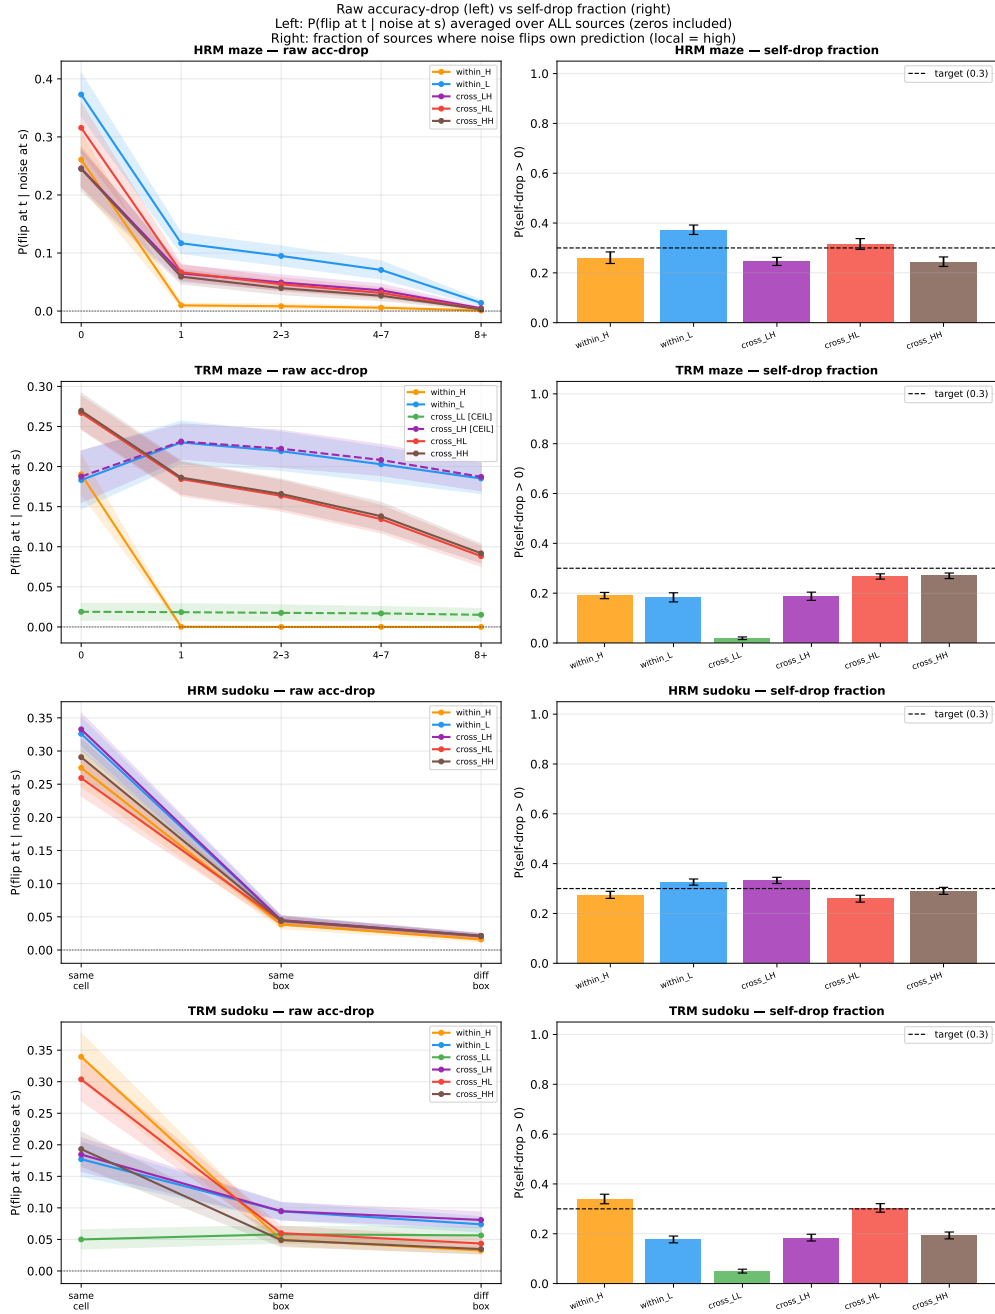 Raw accuracy-drop (left) vs self-drop fraction (right)
Left: P(flip at t | noise at s) averaged over ALL sources (zeros included)
Right: fraction of sources where noise flips own prediction (local = high)
HRM maze — raw acc-drop
P(flip at t | noise at s)
0.4
0.3
0.2
0.1
0.0
0
1
2–3
4–7
8+
within_H
within_L
cross_LH
cross_HL
cross_HH
HRM maze — self-drop fraction
P(self-drop > 0)
1.0
0.8
0.6
0.4
0.2
0.0
within_H
within_L
cross_LH
cross_HL
cross_HH
target (0.3)
TRM maze — raw acc-drop
P(flip at t | noise at s)
0.30
0.25
0.20
0.15
0.10
0.05
0.00
0
1
2–3
4–7
8+
within_H
within_L
cross_LL [CEIL]
cross_LH [CEIL]
cross_HL
cross_HH
TRM maze — self-drop fraction
P(self-drop > 0)
1.0
0.8
0.6
0.4
0.2
0.0
within_H
within_L
cross_LL
cross_LH
cross_HL
cross_HH
target (0.3)
HRM sudoku — raw acc-drop
P(flip at t | noise at s)
0.35
0.30
0.25
0.20
0.15
0.10
0.05
0.00
same
cell
same
box
diff
box
within_H
within_L
cross_LH
cross_HL
cross_HH
HRM sudoku — self-drop fraction
P(self-drop > 0)
1.0
0.8
0.6
0.4
0.2
0.0
within_H
within_L
cross_LH
cross_HL
cross_HH
target (0.3)
TRM sudoku — raw acc-drop
P(flip at t | noise at s)
0.35
0.30
0.25
0.20
0.15
0.10
0.05
0.00
same
cell
same
box
diff
box
within_H
within_L
cross_LL
cross_LH
cross_HL
cross_HH
TRM sudoku — self-drop fraction
P(self-drop > 0)
1.0
0.8
0.6
0.4
0.2
0.0
within_H
within_L
cross_LL
cross_LH
cross_HL
cross_HH
target (0.3)